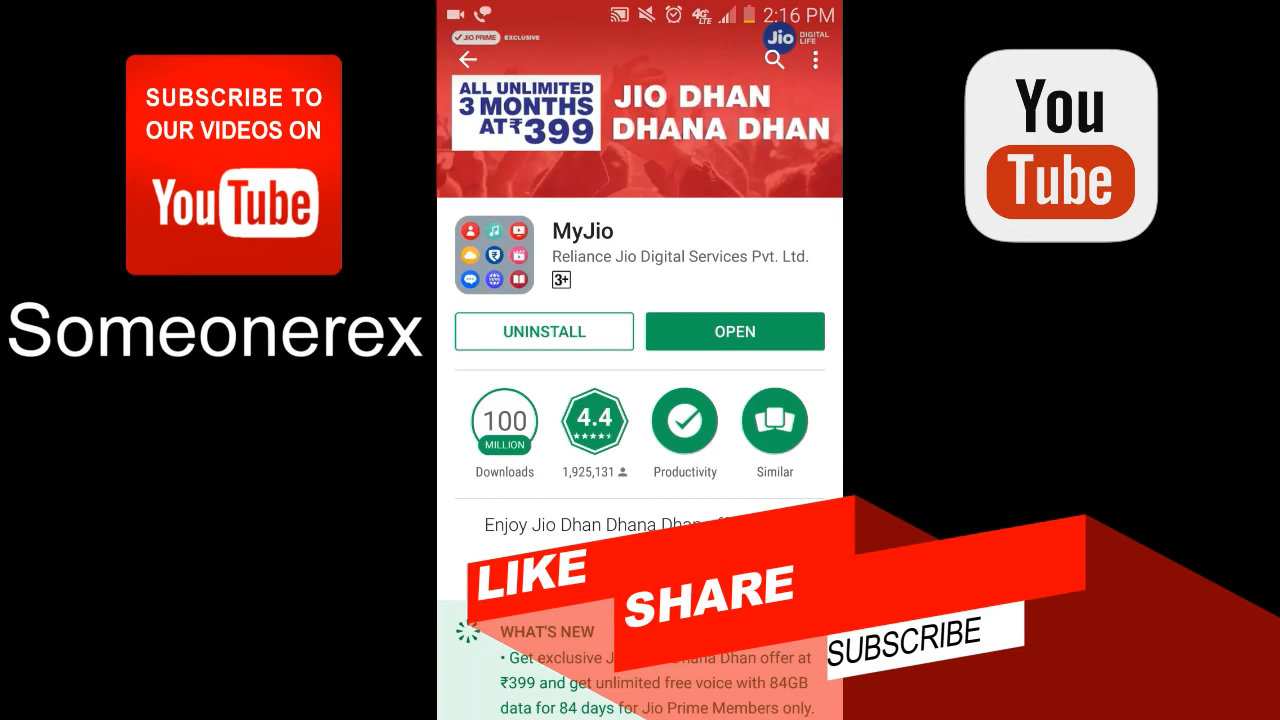 SUBSCRIBE TO
OUR VIDEOS ON
YouTube
Someonerex
4G LTE 2:16 PM
JIO PRIME EXCLUSIVE
Jio DIGITAL LIFE
ALL UNLIMITED
3 MONTHS
AT ₹399
JIO DHAN
DHANA DHAN
MyJio
Reliance Jio Digital Services Pvt. Ltd.
3+
UNINSTALL
OPEN
100
MILLION
Downloads
4.4
1,925,131
Productivity
Similar
Enjoy Jio Dhan Dhana Dhan
LIKE
SHARE
SUBSCRIBE
WHAT'S NEW
• Get exclusive J Dhana Dhan offer at
₹399 and get unlimited free voice with 84GB
data for 84 days for Jio Prime Members only.
You
Tube